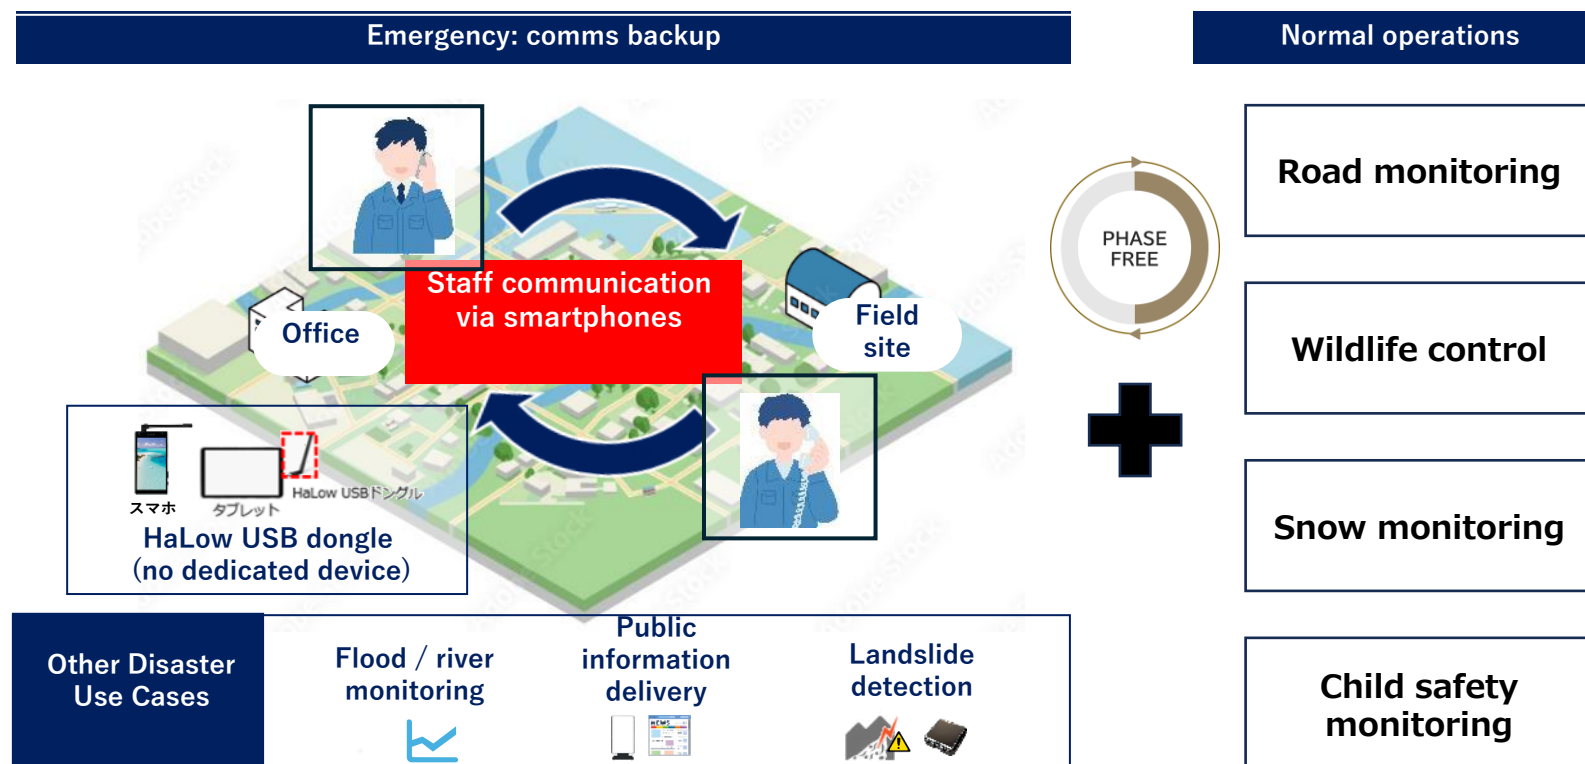 Emergency: comms backup
Normal operations
Staff communication
via smartphones
Office
Field
site
スマホ
タブレット
HaLow USBドングル
HaLow USB dongle
(no dedicated device)
PHASE
FREE
Road monitoring
Wildlife control
Snow monitoring
Child safety
monitoring
Other Disaster
Use Cases
Flood / river
monitoring
Public
information
delivery
NEWS
Landslide
detection
AdobeStock